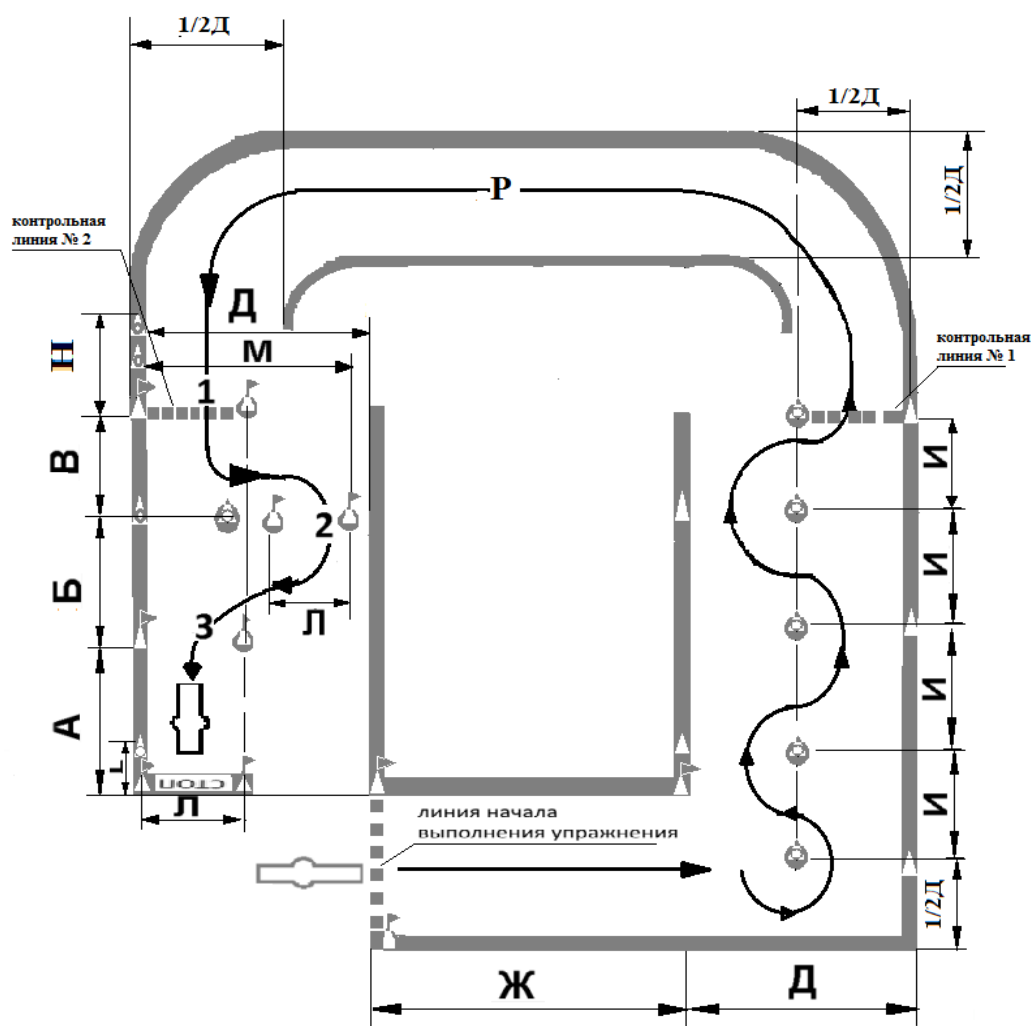 1/2Д
1/2Д
Р
1/2Д
контрольная
линия № 2
Д
контрольная
линия № 1
Н
М
1
И
В
2
И
Б
Л
3
И
А
Г
СТОП
Л
И
линия начала
выполнения упражнения
1/2Д
Ж
Д